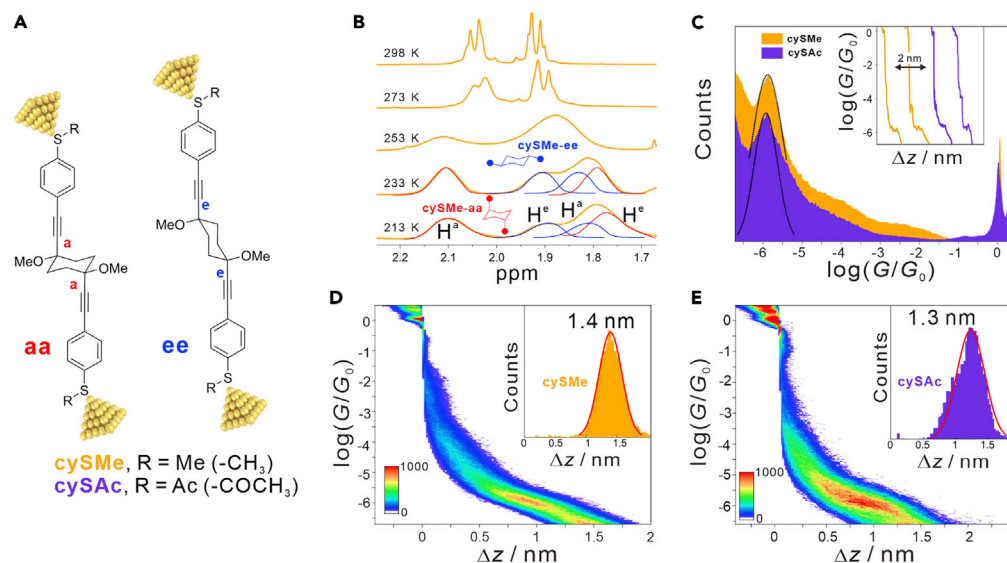 A
R
S
e
MeO
OMe
a
MeO
OMe
a
e
aa
ee
S
R
S
R
cySMe, R = Me (-CH₃)
cySAc, R = Ac (-COCH₃)
B
298 K
273 K
253 K
233 K
213 K
cySMe-ee
cySMe-aa
Hᵃ
Hᵉ
Hᵃ
Hᵉ
2.2 2.1 2.0 1.9 1.8 1.7
ppm
C
cySMe
cySAc
Counts
log(G/G₀)
0
-2
-4
-6
2 nm
Δz / nm
-6 -5 -4 -3 -2 -1 0
log(G/G₀)
D
log(G/G₀)
0
-1
-2
-3
-4
-5
-6
1000
0
1.4 nm
Counts
cySMe
0.5 1.5
Δz / nm
0 0.5 1 1.5 2
Δz / nm
E
log(G/G₀)
0
-1
-2
-3
-4
-5
-6
1000
0
1.3 nm
Counts
cySAc
0.5 1.5
Δz / nm
0 0.5 1 1.5 2
Δz / nm